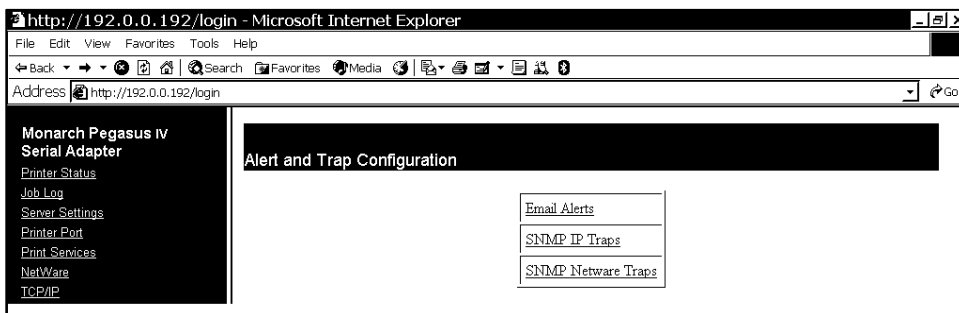 http://192.0.0.192/login - Microsoft Internet Explorer
File Edit View Favorites Tools Help
Back Search Favorites Media
Address http://192.0.0.192/login Go
Monarch Pegasus IV
Serial Adapter
Printer Status
Job Log
Server Settings
Printer Port
Print Services
NetWare
TCP/IP
Alert and Trap Configuration
Email Alerts
SNMP IP Traps
SNMP Netware Traps